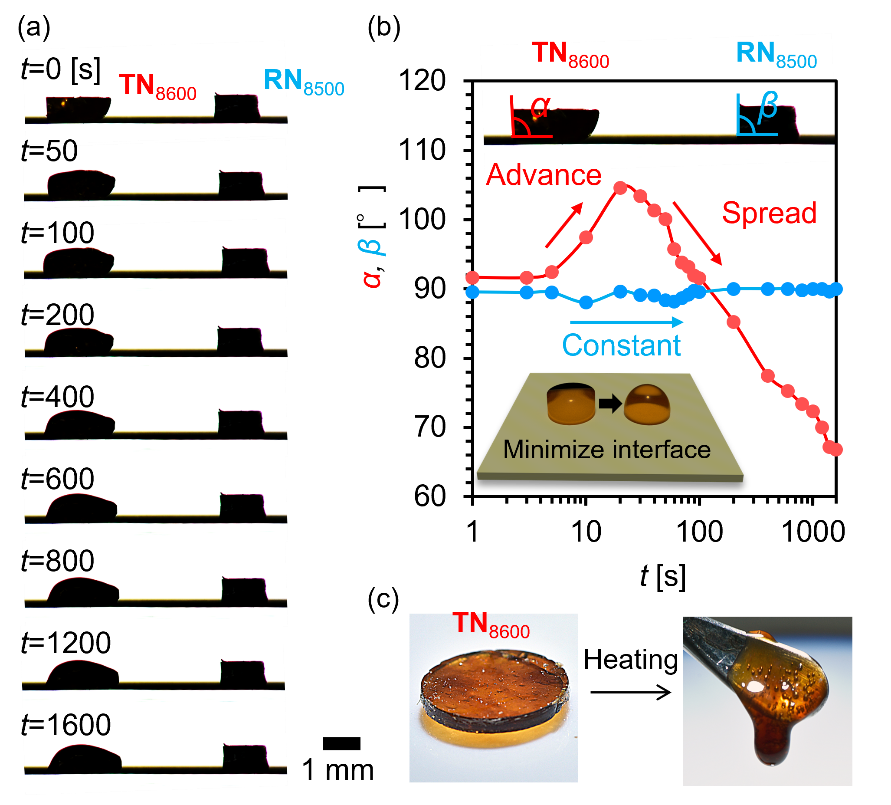 (a)
t=0 [s]
TN8600
RN8500
t=50
t=100
t=200
t=400
t=600
t=800
t=1200
t=1600
1 mm
(b)
TN8600
RN8500
120
110
100
90
80
70
60
α, β [°]
α
β
Advance
Spread
Constant
Minimize interface
1
10
100
1000
t [s]
(c)
TN8600
Heating